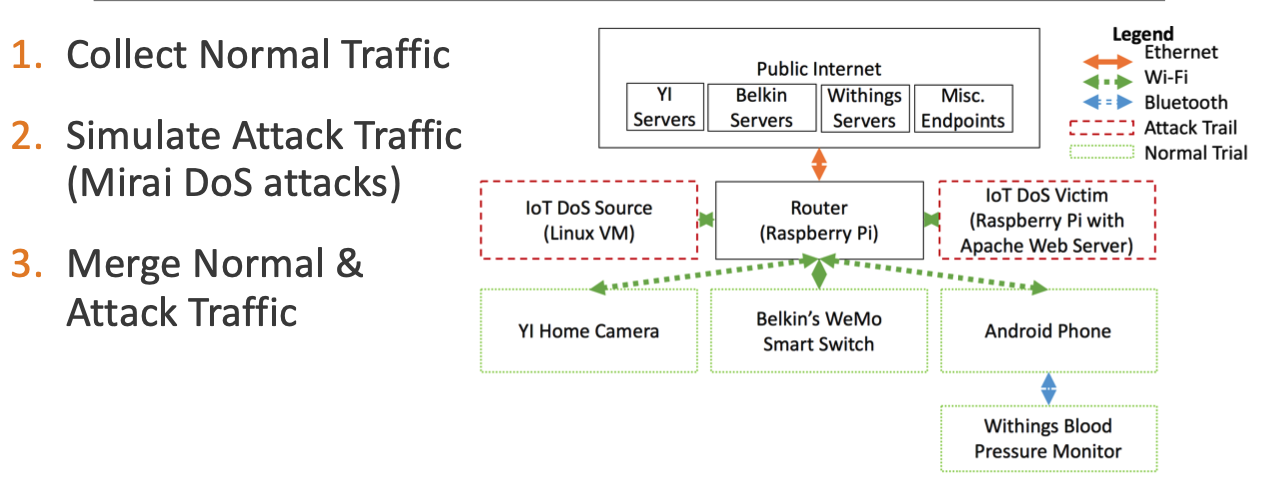 1. Collect Normal Traffic
2. Simulate Attack Traffic
(Mirai DoS attacks)
3. Merge Normal &
Attack Traffic
Public Internet
YI
Servers
Belkin
Servers
Withings
Servers
Misc.
Endpoints
Legend
Ethernet
Wi-Fi
Bluetooth
Attack Trail
Normal Trial
IoT DoS Source
(Linux VM)
Router
(Raspberry Pi)
IoT DoS Victim
(Raspberry Pi with
Apache Web Server)
YI Home Camera
Belkin's WeMo
Smart Switch
Android Phone
Withings Blood
Pressure Monitor